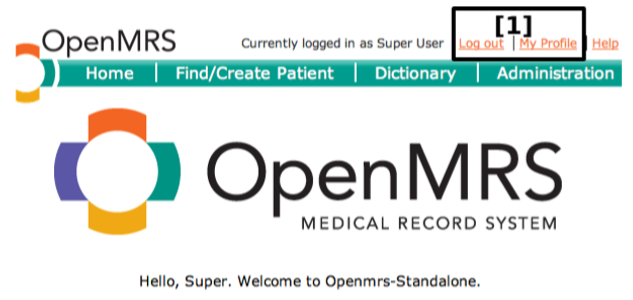 [1]
OpenMRS Currently logged in as Super User Log out | My Profile | Help
Home | Find/Create Patient | Dictionary | Administration
OpenMRS
MEDICAL RECORD SYSTEM
Hello, Super. Welcome to Openmrs-Standalone.